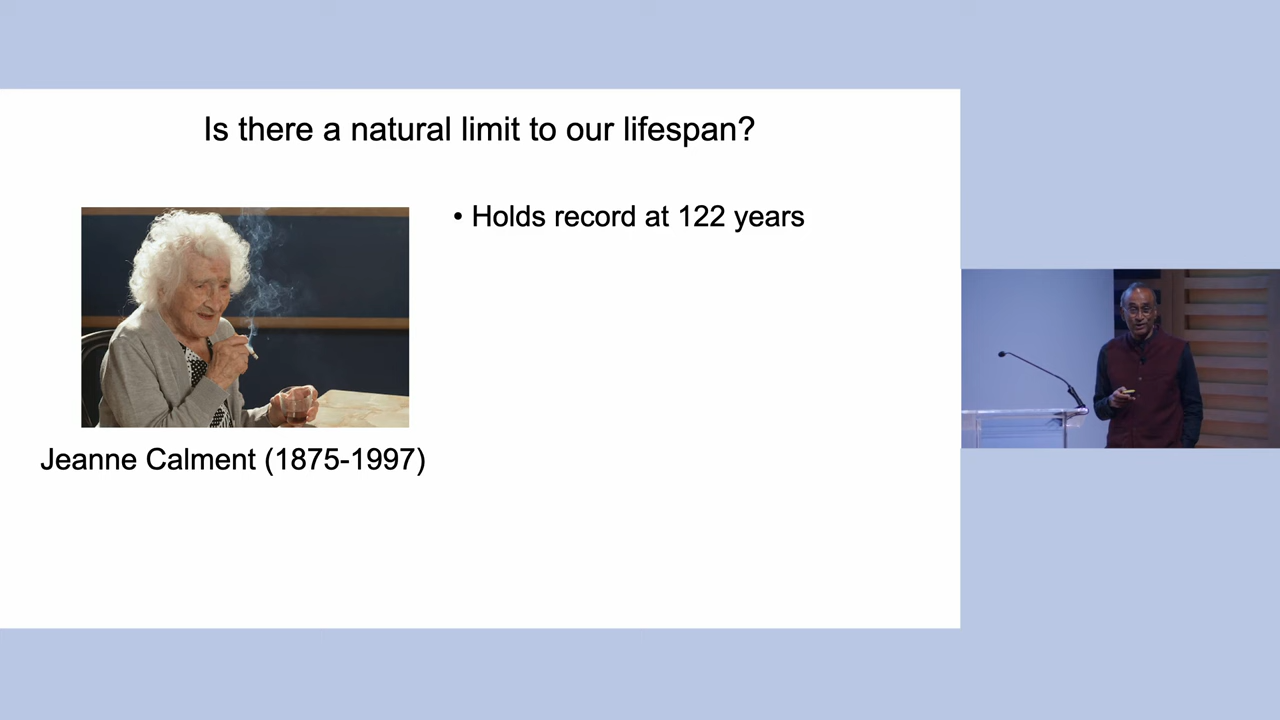 Is there a natural limit to our lifespan?
• Holds record at 122 years
Jeanne Calment (1875-1997)